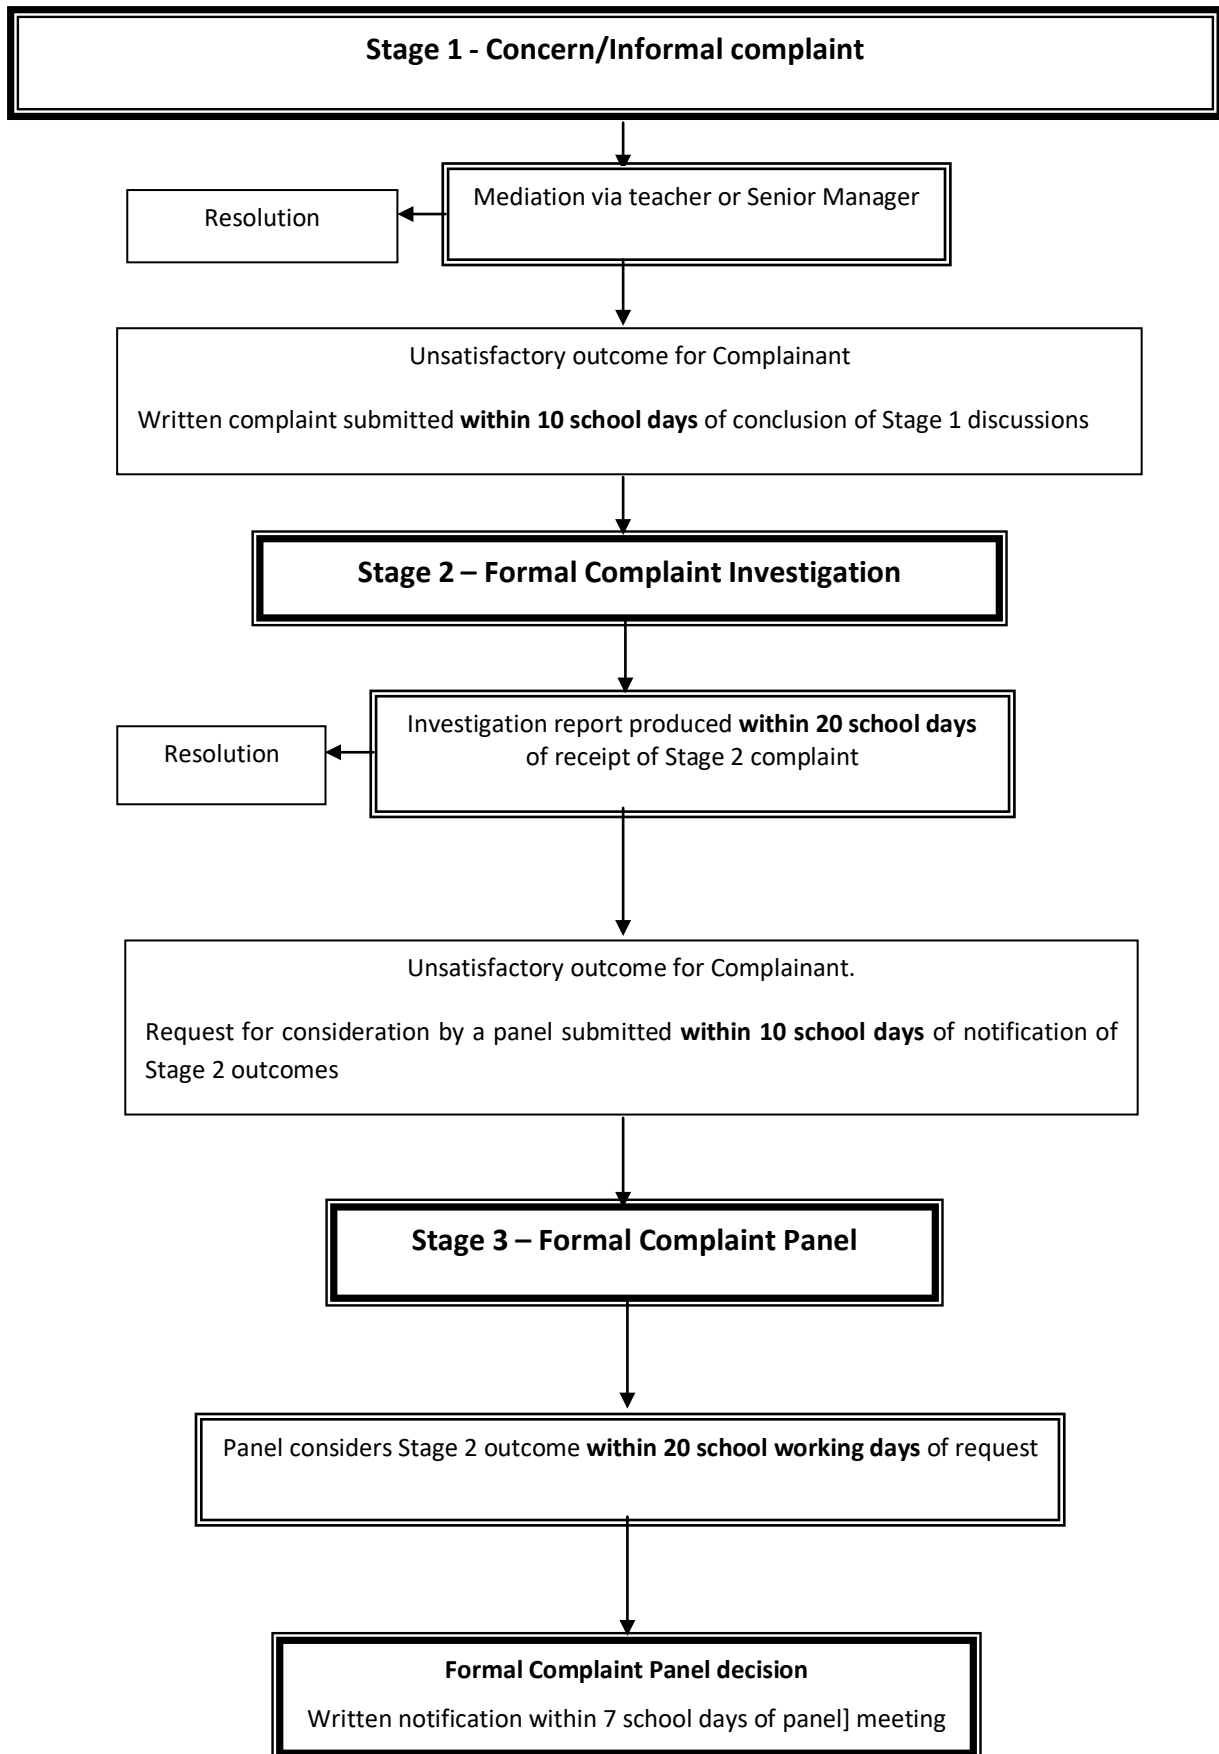 Stage 1 - Concern/Informal complaint
Mediation via teacher or Senior Manager
Resolution
Unsatisfactory outcome for Complainant
Written complaint submitted within 10 school days of conclusion of Stage 1 discussions
Stage 2 – Formal Complaint Investigation
Investigation report produced within 20 school days
of receipt of Stage 2 complaint
Resolution
Unsatisfactory outcome for Complainant.
Request for consideration by a panel submitted within 10 school days of notification of
Stage 2 outcomes
Stage 3 – Formal Complaint Panel
Panel considers Stage 2 outcome within 20 school working days of request
Formal Complaint Panel decision
Written notification within 7 school days of panel] meeting